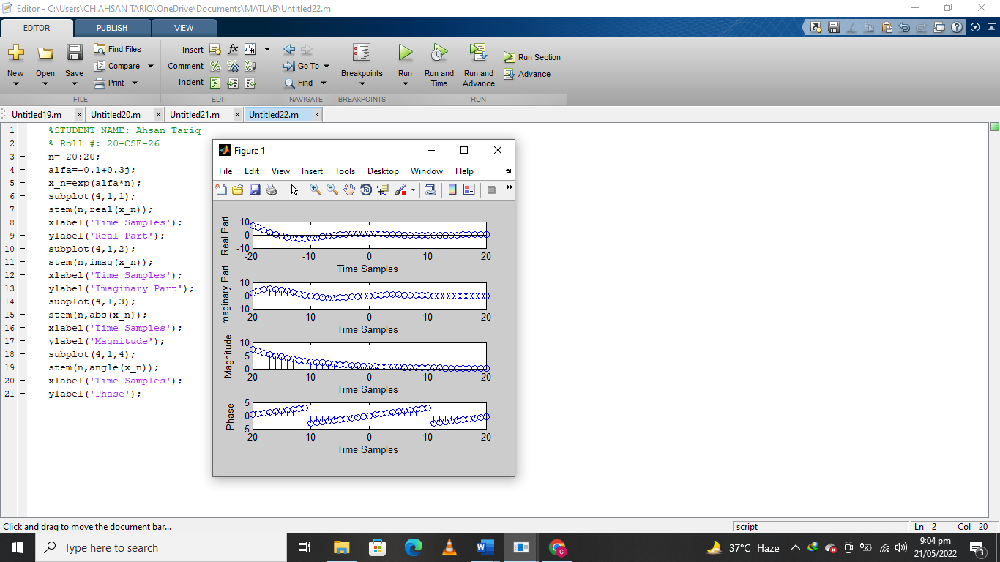 Editor - C:\Users\CH AHSAN TARIQ\OneDrive\Documents\MATLAB\Untitled22.m
EDITOR PUBLISH VIEW
New Open Save Find Files Compare Print
Insert fx
Comment
Indent
Go To Find
Breakpoints
Run Run and Time Run and Advance Run Section Advance
FILE EDIT NAVIGATE BREAKPOINTS RUN
Untitled19.m × Untitled20.m × Untitled21.m × Untitled22.m ×
1 %STUDENT NAME: Ahsan Tariq
2 % Roll #: 20-CSE-26
3 – n=-20:20;
4 – alfa=-0.1+0.3j;
5 – x_n=exp(alfa*n);
6 – subplot(4,1,1);
7 – stem(n,real(x_n));
8 – xlabel('Time Samples');
9 – ylabel('Real Part');
10 – subplot(4,1,2);
11 – stem(n,imag(x_n));
12 – xlabel('Time Samples');
13 – ylabel('Imaginary Part');
14 – subplot(4,1,3);
15 – stem(n,abs(x_n));
16 – xlabel('Time Samples');
17 – ylabel('Magnitude');
18 – subplot(4,1,4);
19 – stem(n,angle(x_n));
20 – xlabel('Time Samples');
21 – ylabel('Phase');
Figure 1
File Edit View Insert Tools Desktop Window Help
Real Part
10
0
-10
-20 -10 0 10 20
Time Samples
Imaginary Part
10
0
-10
-20 -10 0 10 20
Time Samples
Magnitude
10
5
0
-20 -10 0 10 20
Time Samples
Phase
5
0
-5
-20 -10 0 10 20
Time Samples
Click and drag to move the document bar...
script Ln 2 Col 20
Type here to search
37°C Haze
9:04 pm
21/05/2022
3